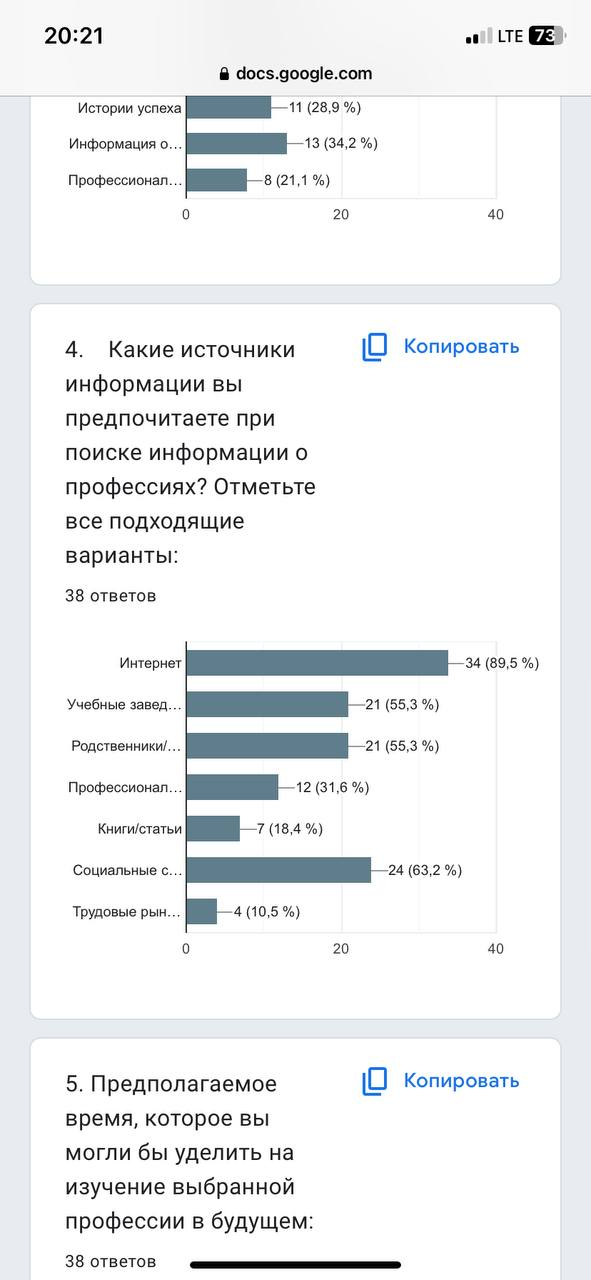 20:21
LTE 73
docs.google.com
Истории успеха 11 (28,9 %)
Информация о... 13 (34,2 %)
Профессионал... 8 (21,1 %)
0 20 40
4. Какие источники
информации вы
предпочитаете при
поиске информации о
профессиях? Отметьте
все подходящие
варианты:
Копировать
38 ответов
Интернет 34 (89,5 %)
Учебные завед... 21 (55,3 %)
Родственники/... 21 (55,3 %)
Профессионал... 12 (31,6 %)
Книги/статьи 7 (18,4 %)
Социальные с... 24 (63,2 %)
Трудовые рын... 4 (10,5 %)
0 20 40
5. Предполагаемое
время, которое вы
могли бы уделить на
изучение выбранной
профессии в будущем:
Копировать
38 ответов